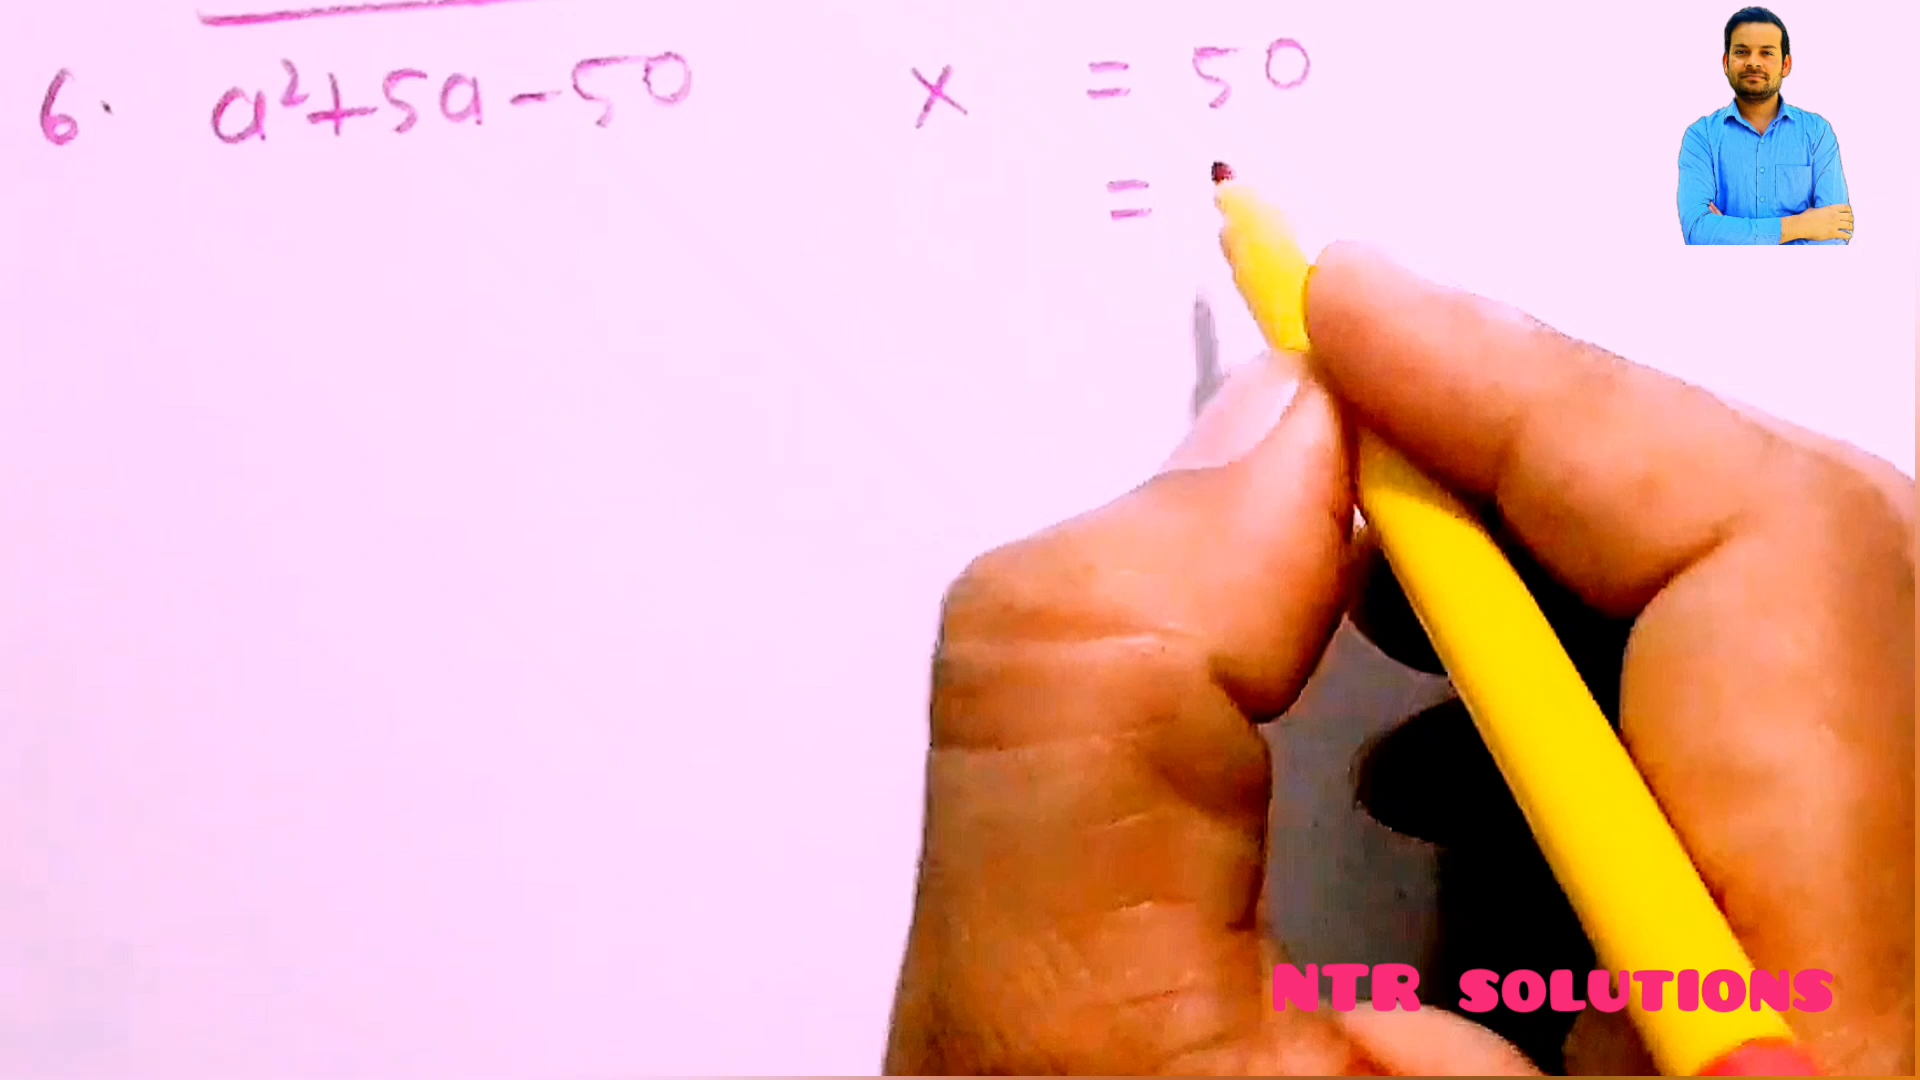 6. a²+5a-50 x = 50
=
NTR SOLUTIONS